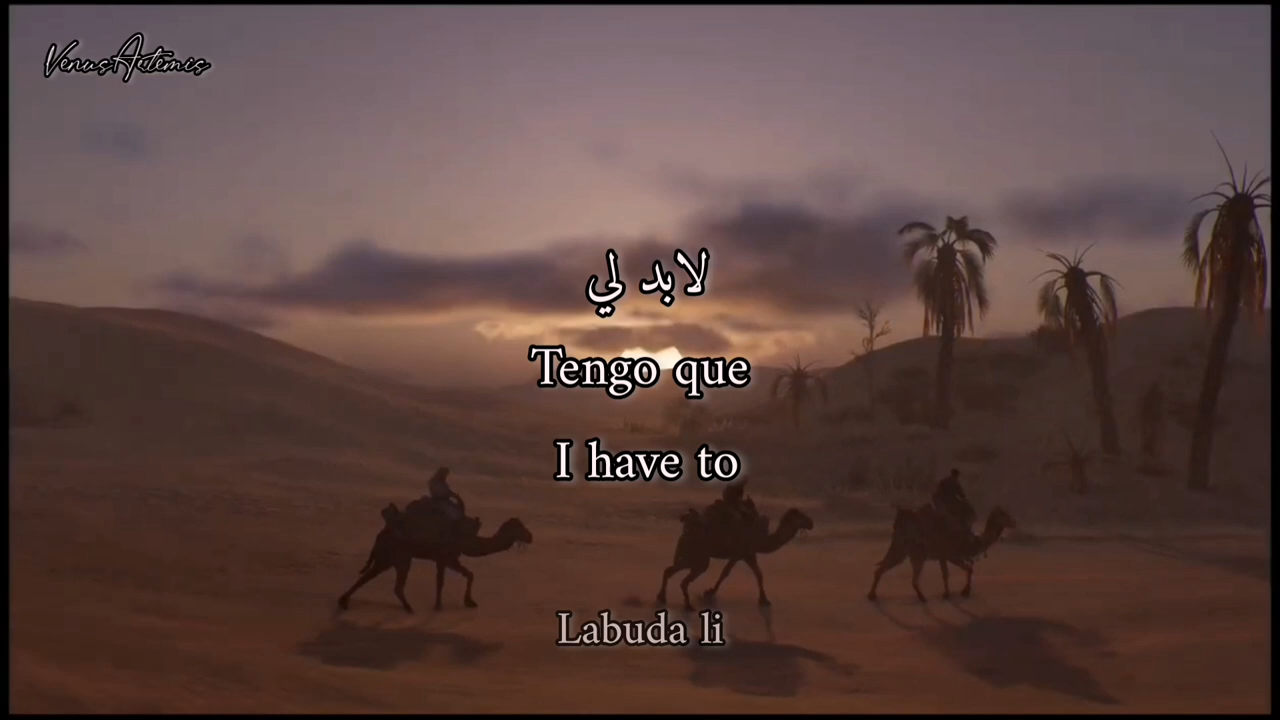 VenusArtemis
لابد لي
Tengo que
I have to
Labuda li